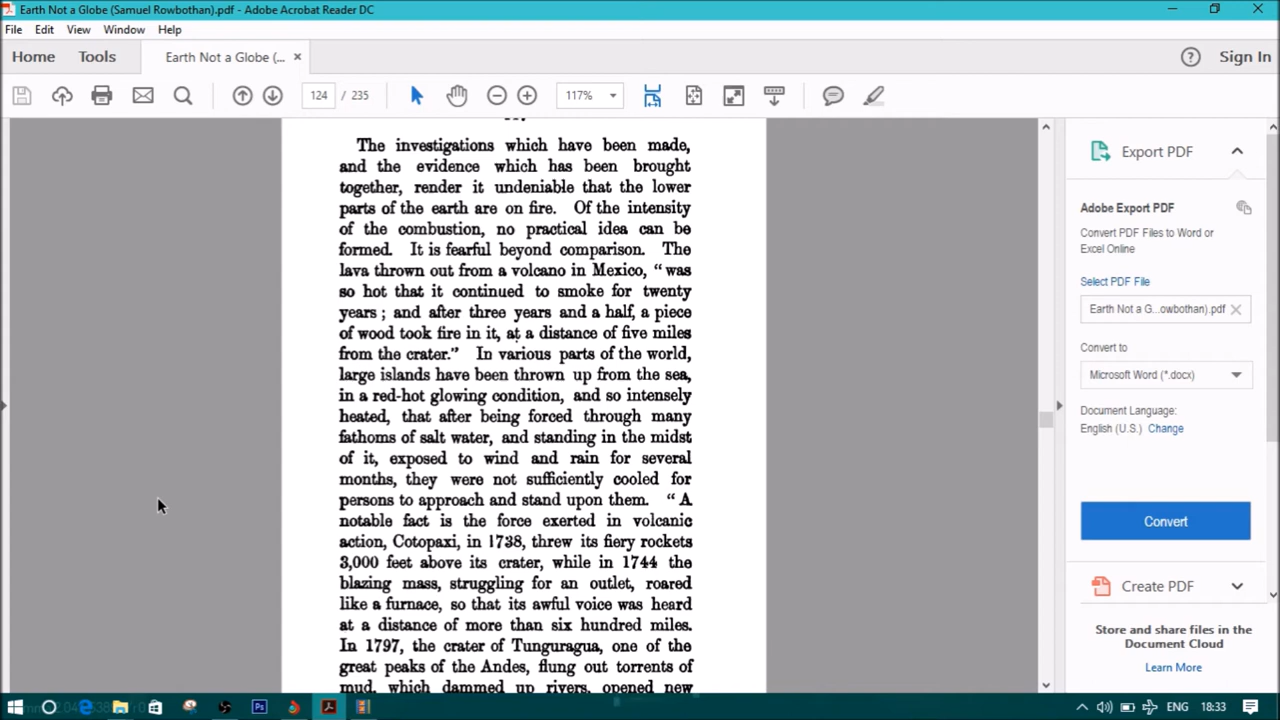 Earth Not a Globe (Samuel Rowbothan).pdf - Adobe Acrobat Reader DC
File Edit View Window Help
Home Tools Earth Not a Globe (... × Sign In
124 / 235 117%
The investigations which have been made,
and the evidence which has been brought
together, render it undeniable that the lower
parts of the earth are on fire. Of the intensity
of the combustion, no practical idea can be
formed. It is fearful beyond comparison. The
lava thrown out from a volcano in Mexico, “was
so hot that it continued to smoke for twenty
years; and after three years and a half, a piece
of wood took fire in it, at a distance of five miles
from the crater.” In various parts of the world,
large islands have been thrown up from the sea,
in a red-hot glowing condition, and so intensely
heated, that after being forced through many
fathoms of salt water, and standing in the midst
of it, exposed to wind and rain for several
months, they were not sufficiently cooled for
persons to approach and stand upon them. “A
notable fact is the force exerted in volcanic
action, Cotopaxi, in 1738, threw its fiery rockets
3,000 feet above its crater, while in 1744 the
blazing mass, struggling for an outlet, roared
like a furnace, so that its awful voice was heard
at a distance of more than six hundred miles.
In 1797, the crater of Tunguragua, one of the
great peaks of the Andes, flung out torrents of
mud, which dammed up rivers, opened new
Export PDF
Adobe Export PDF
Convert PDF Files to Word or
Excel Online
Select PDF File
Earth Not a G...owbothan).pdf
Convert to
Microsoft Word (*.docx)
Document Language:
English (U.S.) Change
Convert
Create PDF
Store and share files in the
Document Cloud
Learn More
ENG 18:33